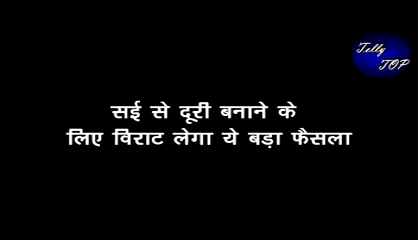 Telly
TOP
सई से दूरी बनाने के
लिए विराट लेगा ये बड़ा फैसला